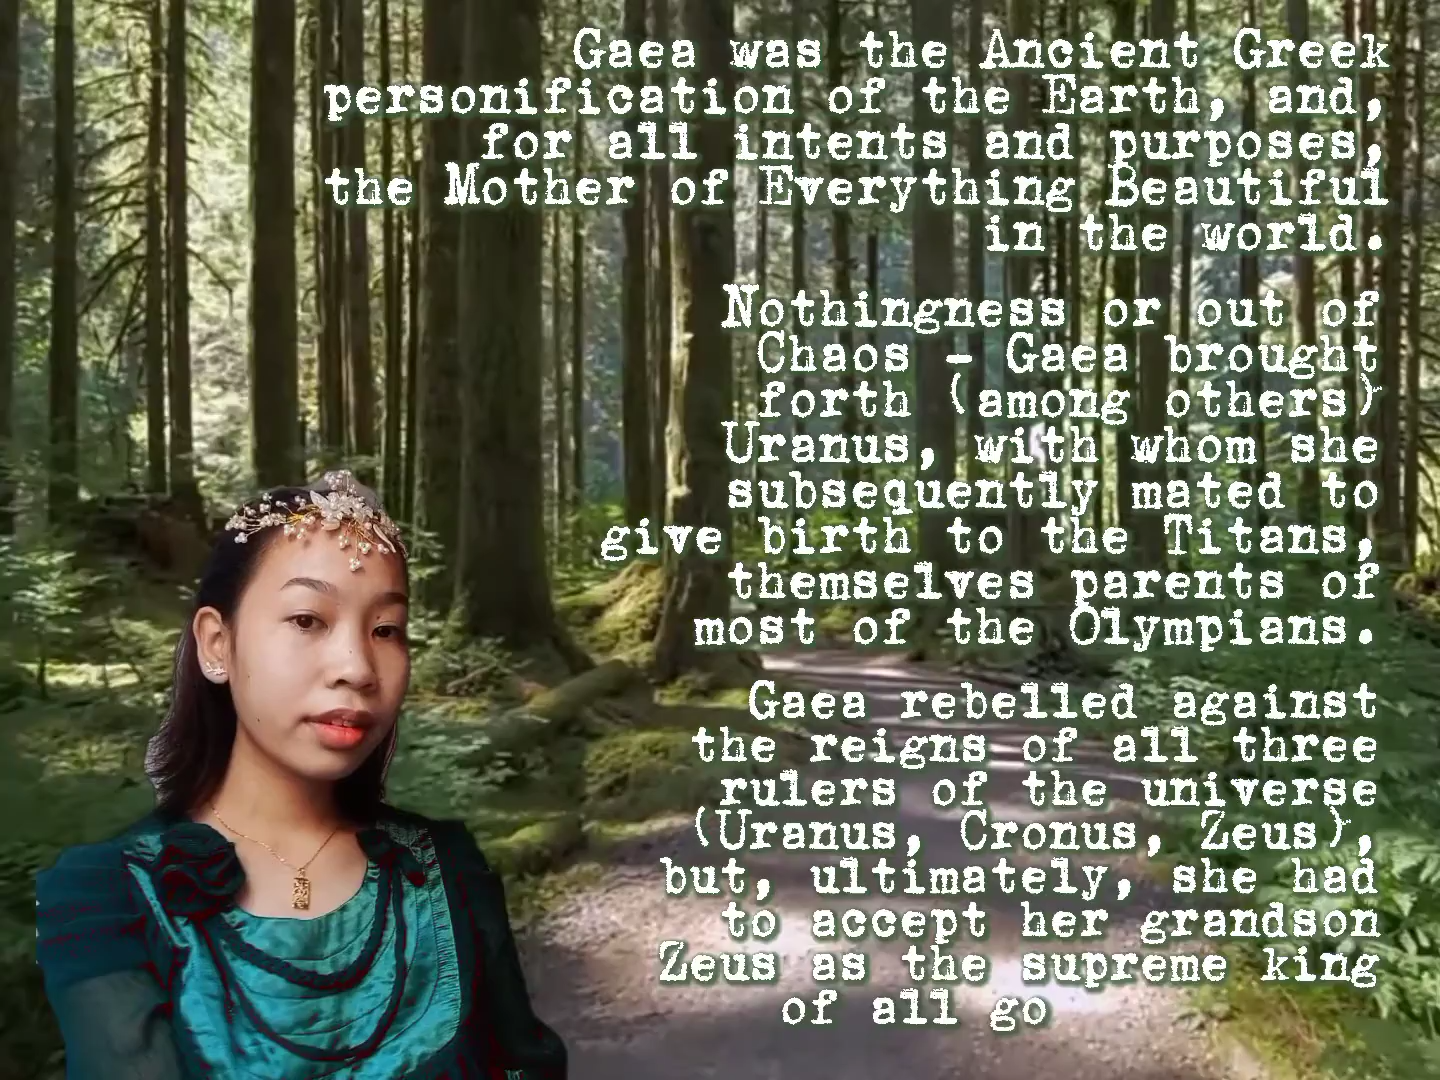 Gaea was the Ancient Greek
personification of the Earth, and,
for all intents and purposes,
the Mother of Everything Beautiful
in the world.
Nothingness or out of
Chaos - Gaea brought
forth (among others)
Uranus, with whom she
subsequently mated to
give birth to the Titans,
themselves parents of
most of the Olympians.
Gaea rebelled against
the reigns of all three
rulers of the universe
(Uranus, Cronus, Zeus),
but, ultimately, she had
to accept her grandson
Zeus as the supreme king
of all go